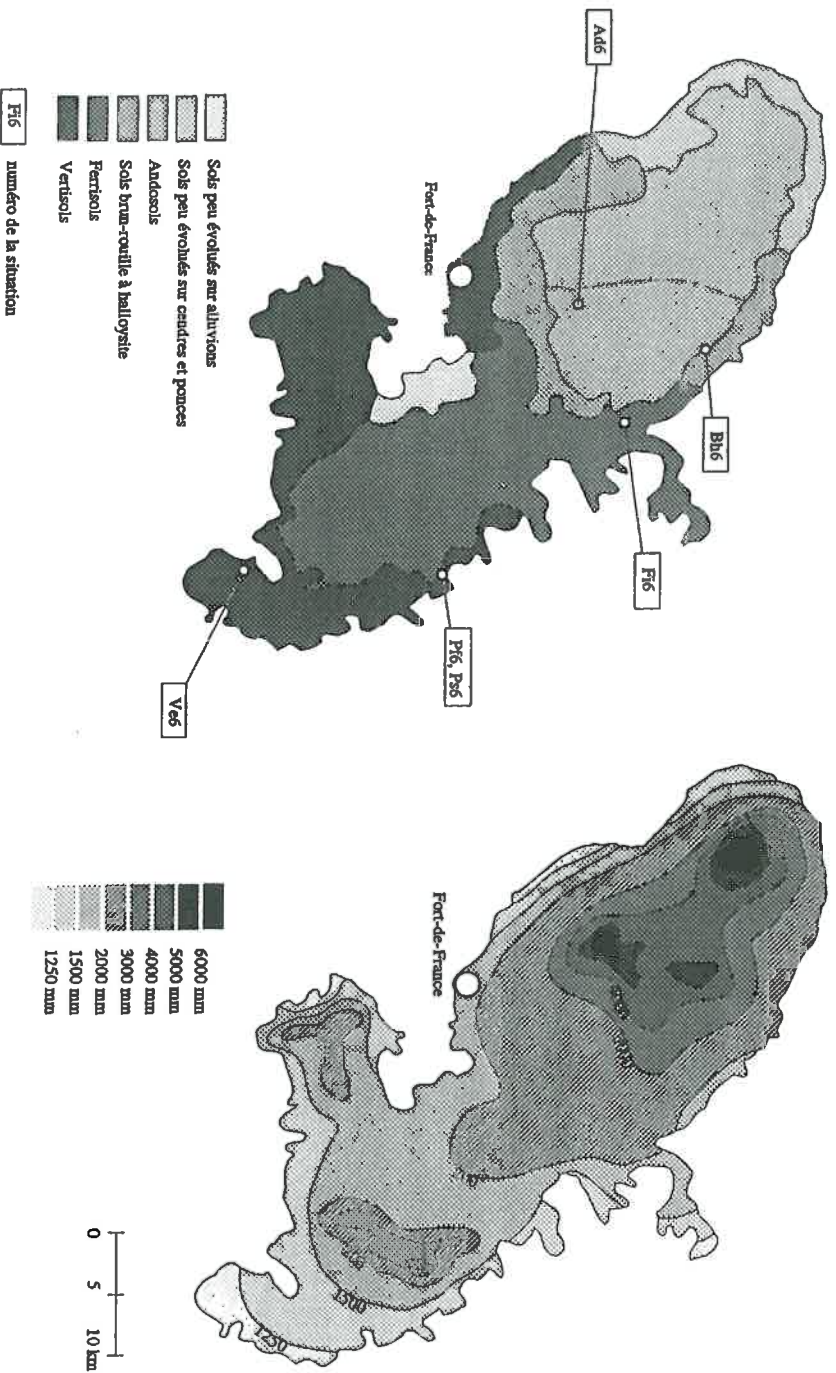 Ad6
Bh6
Fi6
Pf6, Ps6
Ve6
Fort-de-France
Sols peu évolués sur alluvions
Sols peu évolués sur cendres et ponces
Andosols
Sols brun-rouille à halloysite
Ferrisols
Vertisols
Fi6 numéro de la situation
Fort-de-France
1500
1250
6000 mm
5000 mm
4000 mm
3000 mm
2000 mm
1500 mm
1250 mm
0 5 10 km